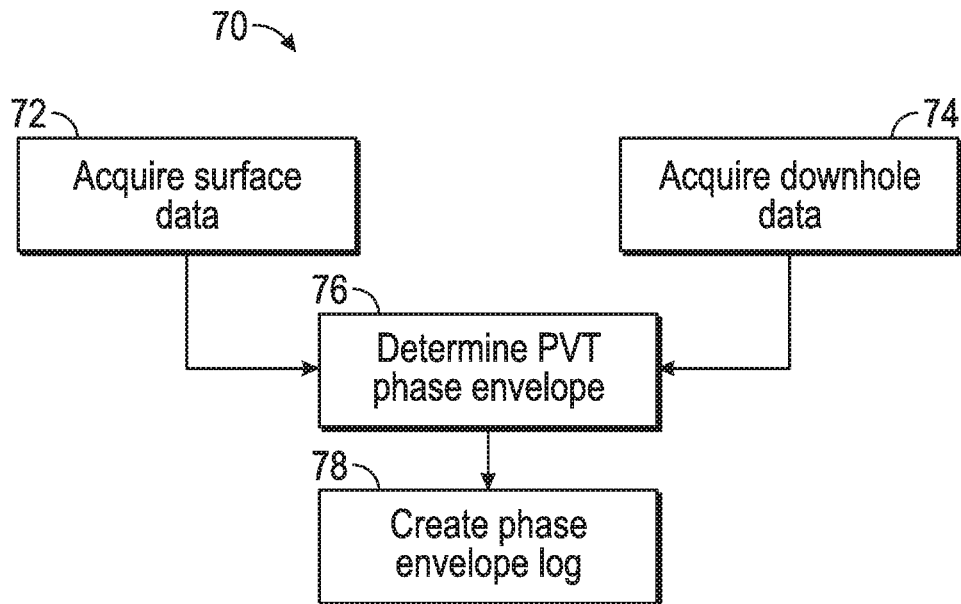 70
72
Acquire surface
data
74
Acquire downhole
data
76
Determine PVT
phase envelope
78
Create phase
envelope log